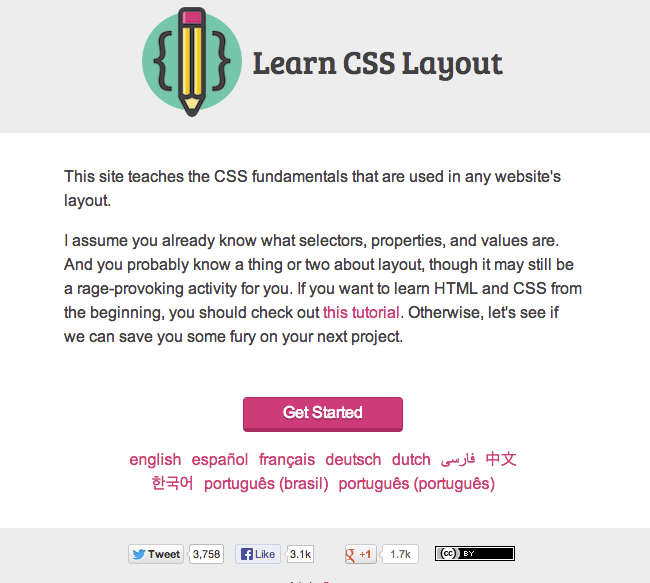 Learn CSS Layout
This site teaches the CSS fundamentals that are used in any website's
layout.
I assume you already know what selectors, properties, and values are.
And you probably know a thing or two about layout, though it may still be
a rage-provoking activity for you. If you want to learn HTML and CSS from
the beginning, you should check out this tutorial. Otherwise, let's see if
we can save you some fury on your next project.
Get Started
english español français deutsch dutch فارسی 中文
한국어 português (brasil) português (português)
Tweet 3,758 Like 3.1k g +1 1.7k cc BY